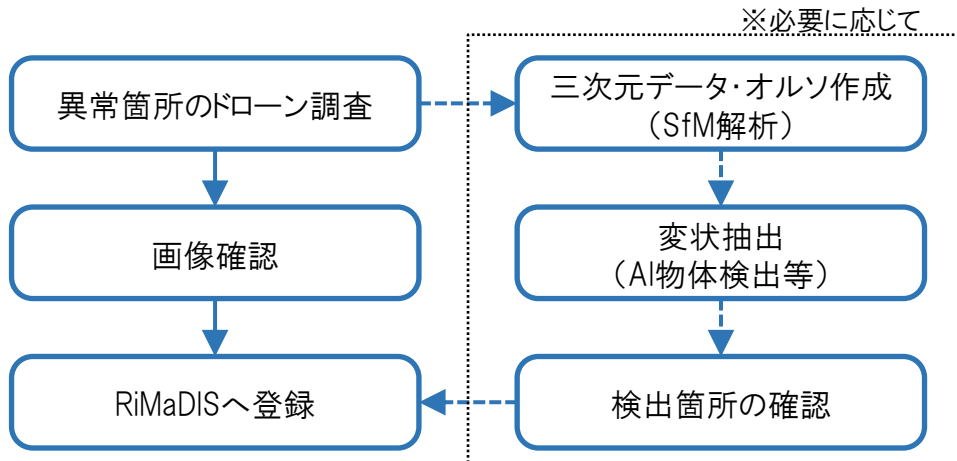 ※必要に応じて
異常箇所のドローン調査
三次元データ・オルソ作成
（SfM解析）
画像確認
変状抽出
（AI物体検出等）
RiMaDISへ登録
検出箇所の確認